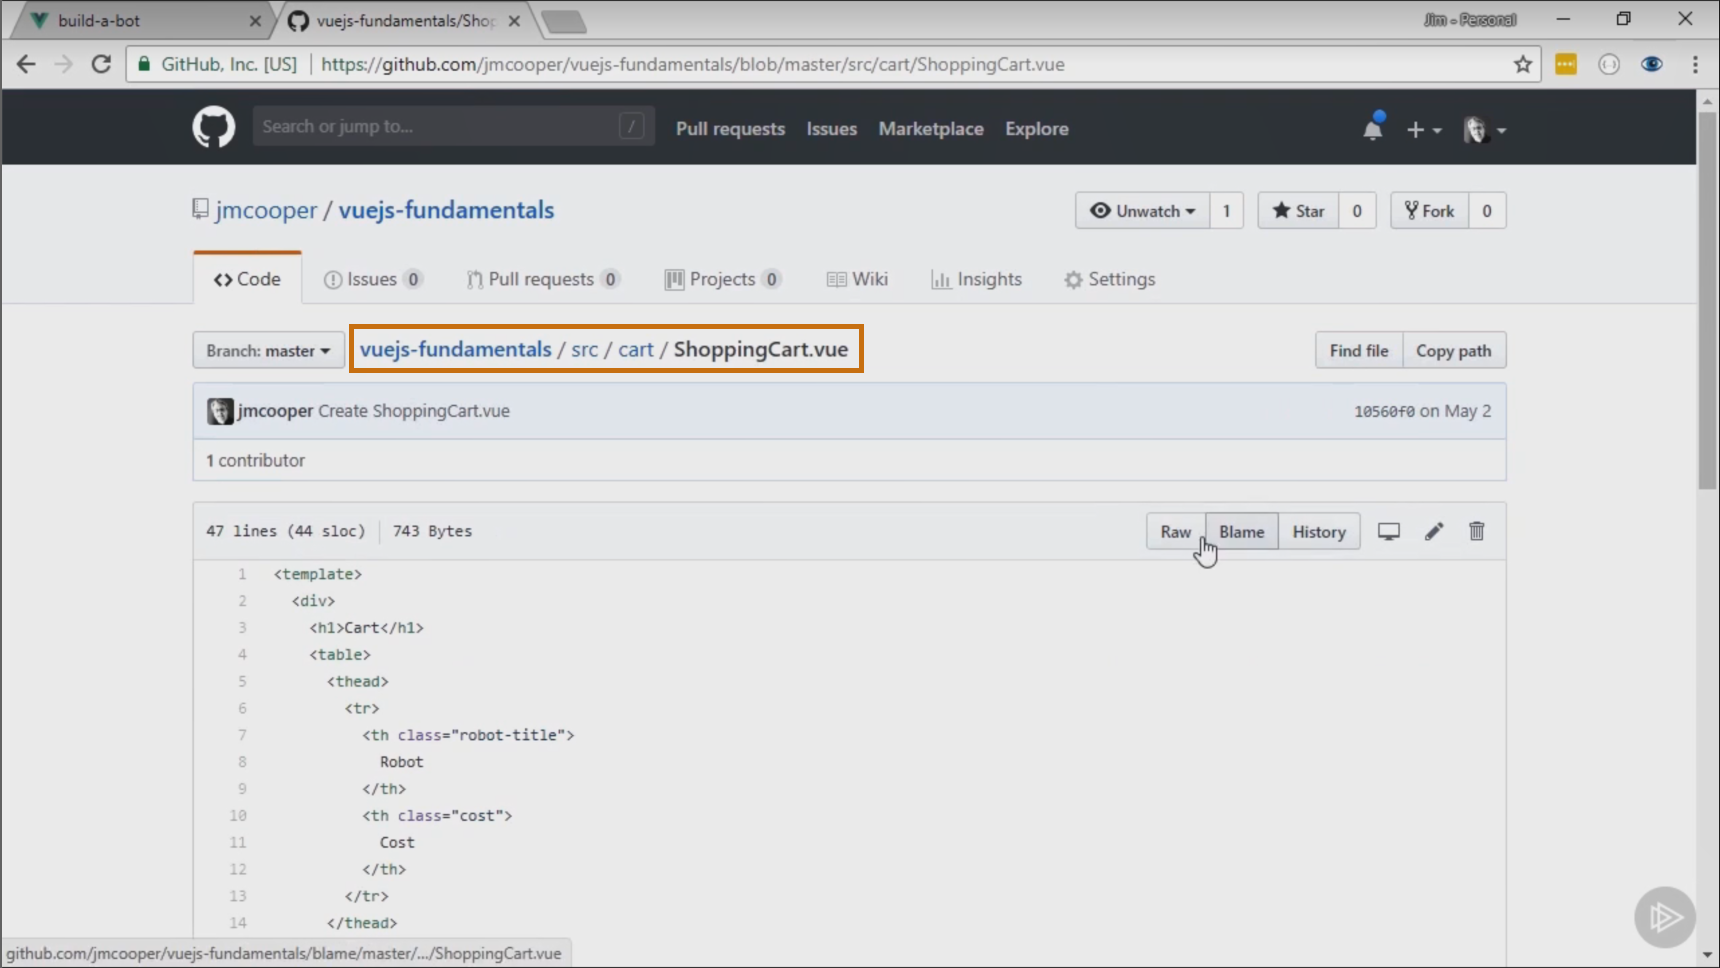 build-a-bot
vuejs-fundamentals/Shop
Jim - Personal
GitHub, Inc. [US] | https://github.com/jmcooper/vuejs-fundamentals/blob/master/src/cart/ShoppingCart.vue
Search or jump to... / Pull requests Issues Marketplace Explore
jmcooper / vuejs-fundamentals
Unwatch 1 Star 0 Fork 0
Code Issues 0 Pull requests 0 Projects 0 Wiki Insights Settings
Branch: master vuejs-fundamentals / src / cart / ShoppingCart.vue Find file Copy path
jmcooper Create ShoppingCart.vue 10560f0 on May 2
1 contributor
47 lines (44 sloc) 743 Bytes Raw Blame History
1 <template>
2 <div>
3 <h1>Cart</h1>
4 <table>
5 <thead>
6 <tr>
7 <th class="robot-title">
8 Robot
9 </th>
10 <th class="cost">
11 Cost
12 </th>
13 </tr>
14 </thead>
github.com/jmcooper/vuejs-fundamentals/blame/master/.../ShoppingCart.vue